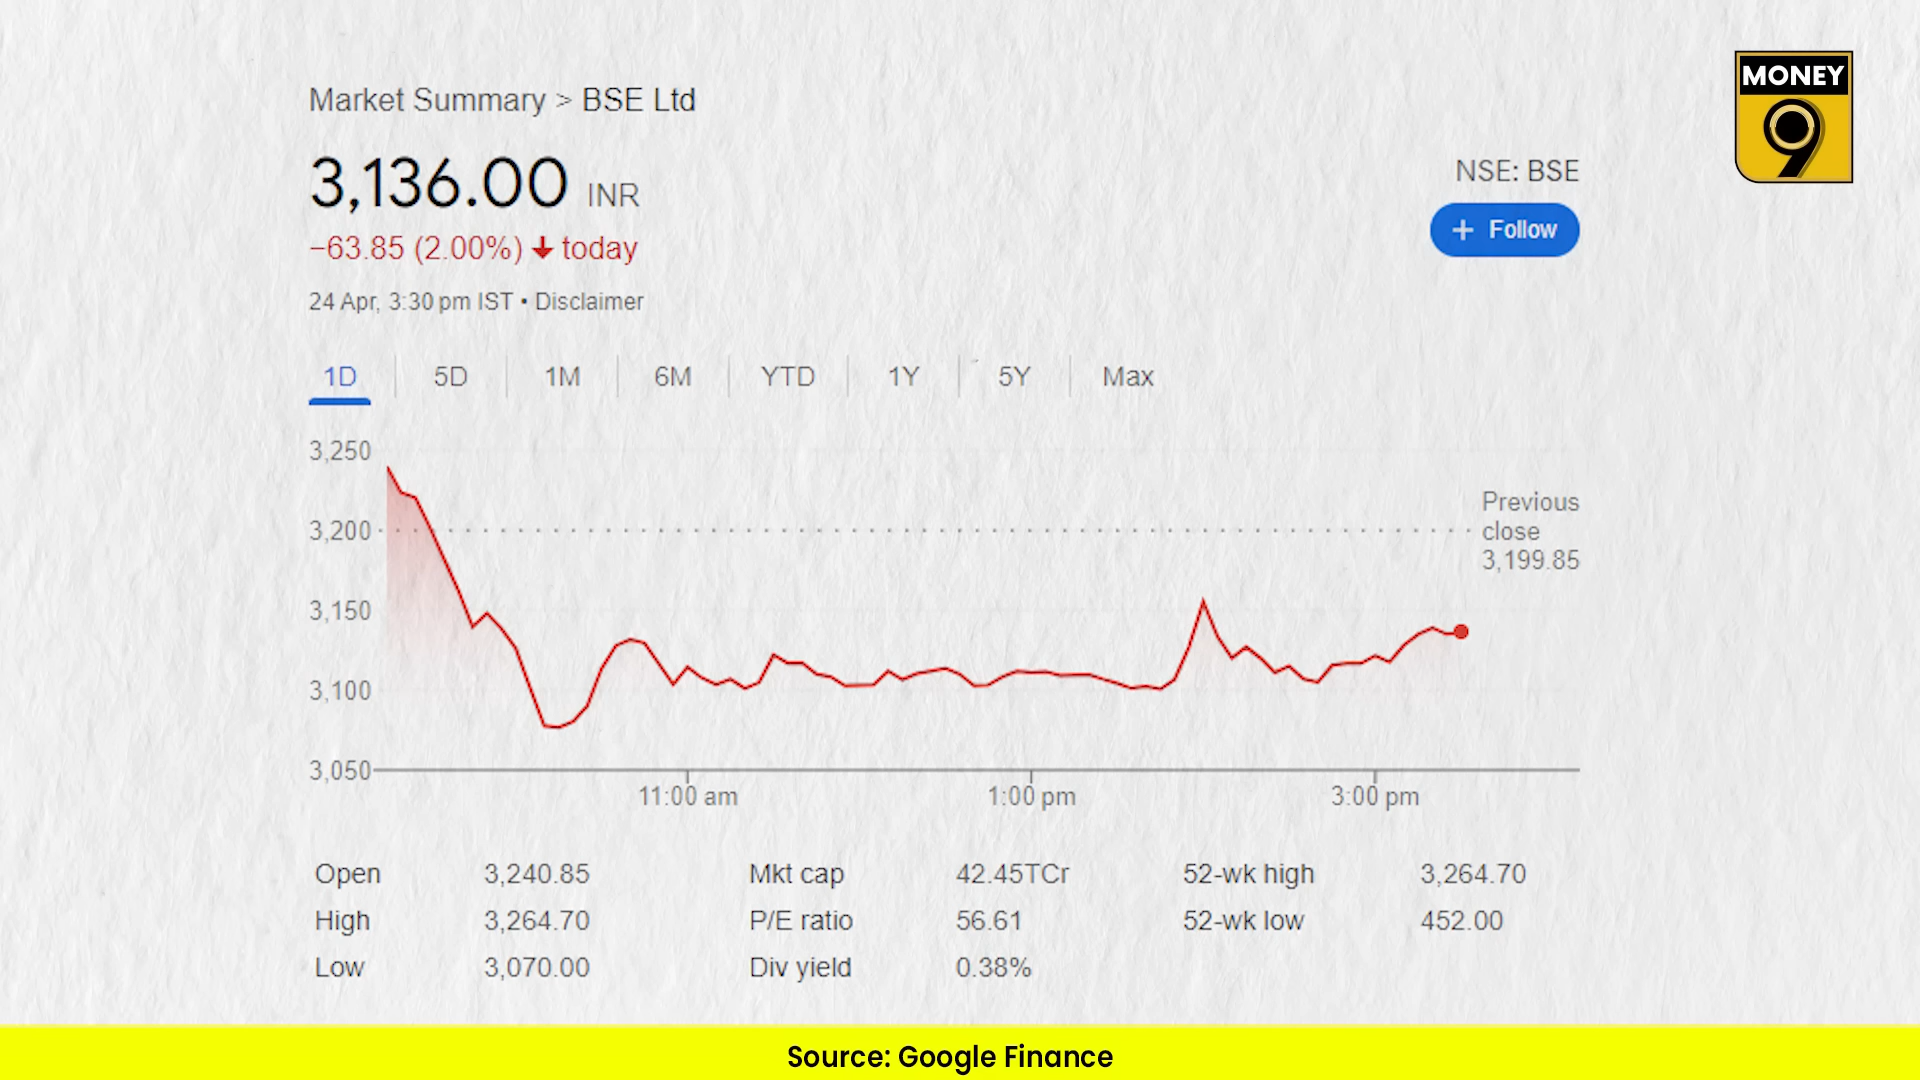 MONEY
9
Market Summary > BSE Ltd
3,136.00 INR
−63.85 (2.00%) ↓ today
24 Apr, 3:30 pm IST • Disclaimer
NSE: BSE
+ Follow
1D 5D 1M 6M YTD 1Y 5Y Max
3,250
3,200
3,150
3,100
3,050
Previous
close
3,199.85
11:00 am 1:00 pm 3:00 pm
Open 3,240.85 Mkt cap 42.45TCr 52-wk high 3,264.70
High 3,264.70 P/E ratio 56.61 52-wk low 452.00
Low 3,070.00 Div yield 0.38%
Source: Google Finance